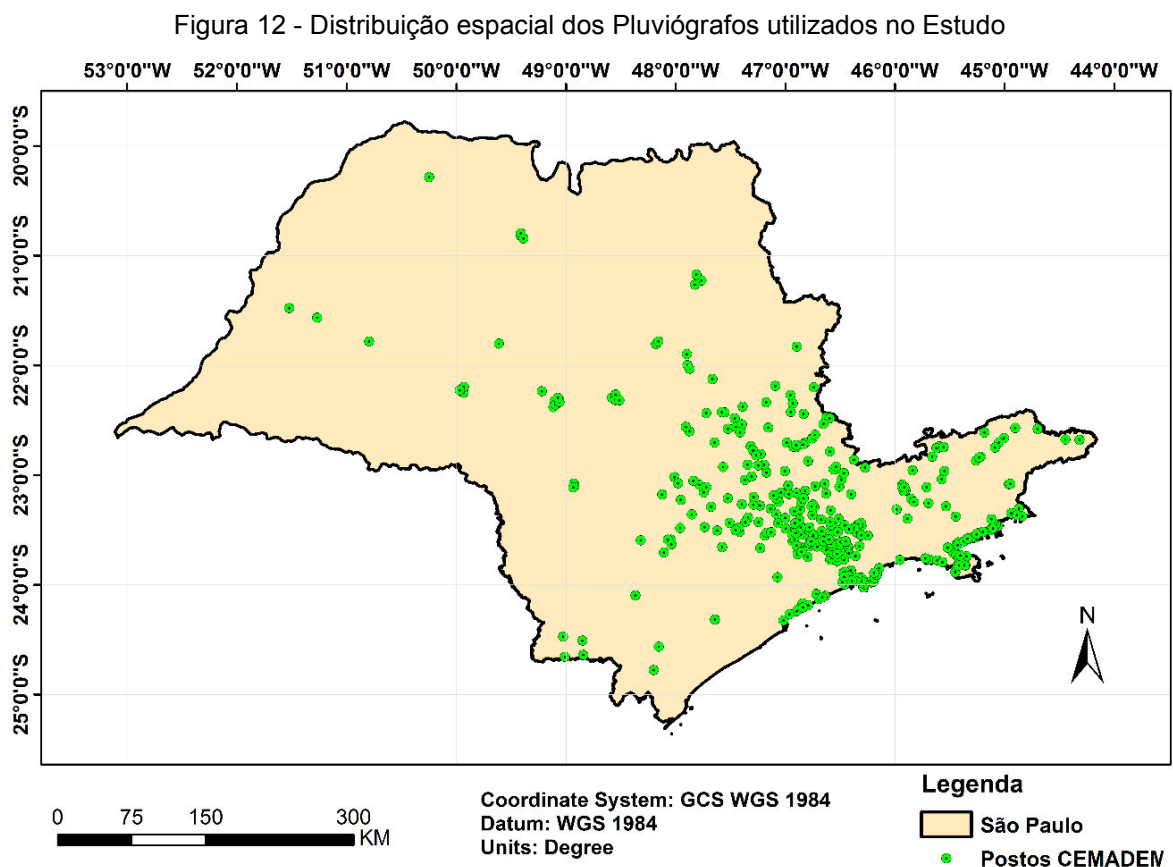 Figura 12 - Distribuição espacial dos Pluviógrafos utilizados no Estudo
53°0'0"W 52°0'0"W 51°0'0"W 50°0'0"W 49°0'0"W 48°0'0"W 47°0'0"W 46°0'0"W 45°0'0"W 44°0'0"W
20°0'0"S
21°0'0"S
22°0'0"S
23°0'0"S
24°0'0"S
25°0'0"S
N
0 75 150 300
KM
Coordinate System: GCS WGS 1984
Datum: WGS 1984
Units: Degree
Legenda
São Paulo
Postos CEMADEN